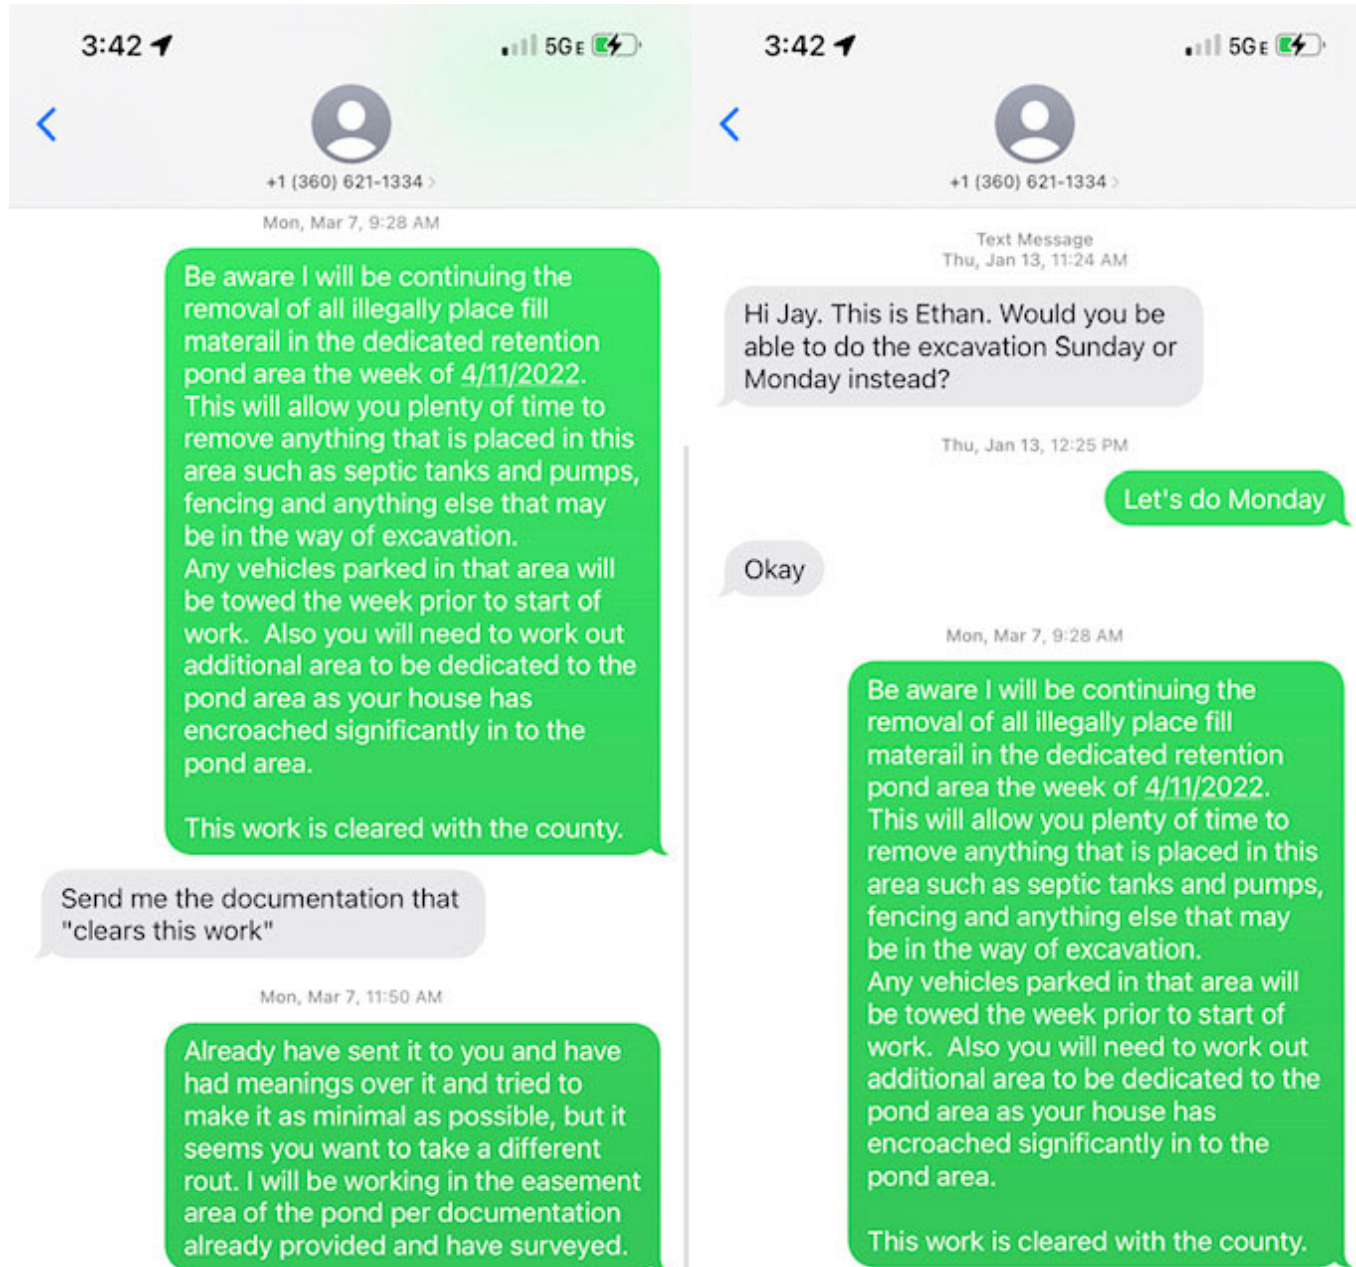 3:42
5GE
+1 (360) 621-1334
Mon, Mar 7, 9:28 AM
Be aware I will be continuing the
removal of all illegally place fill
materail in the dedicated retention
pond area the week of 4/11/2022.
This will allow you plenty of time to
remove anything that is placed in this
area such as septic tanks and pumps,
fencing and anything else that may
be in the way of excavation.
Any vehicles parked in that area will
be towed the week prior to start of
work.  Also you will need to work out
additional area to be dedicated to the
pond area as your house has
encroached significantly in to the
pond area.
This work is cleared with the county.
Send me the documentation that
"clears this work"
Mon, Mar 7, 11:50 AM
Already have sent it to you and have
had meanings over it and tried to
make it as minimal as possible, but it
seems you want to take a different
rout. I will be working in the easement
area of the pond per documentation
already provided and have surveyed.
3:42
5GE
+1 (360) 621-1334
Text Message
Thu, Jan 13, 11:24 AM
Hi Jay. This is Ethan. Would you be
able to do the excavation Sunday or
Monday instead?
Thu, Jan 13, 12:25 PM
Let's do Monday
Okay
Mon, Mar 7, 9:28 AM
Be aware I will be continuing the
removal of all illegally place fill
materail in the dedicated retention
pond area the week of 4/11/2022.
This will allow you plenty of time to
remove anything that is placed in this
area such as septic tanks and pumps,
fencing and anything else that may
be in the way of excavation.
Any vehicles parked in that area will
be towed the week prior to start of
work.  Also you will need to work out
additional area to be dedicated to the
pond area as your house has
encroached significantly in to the
pond area.
This work is cleared with the county.